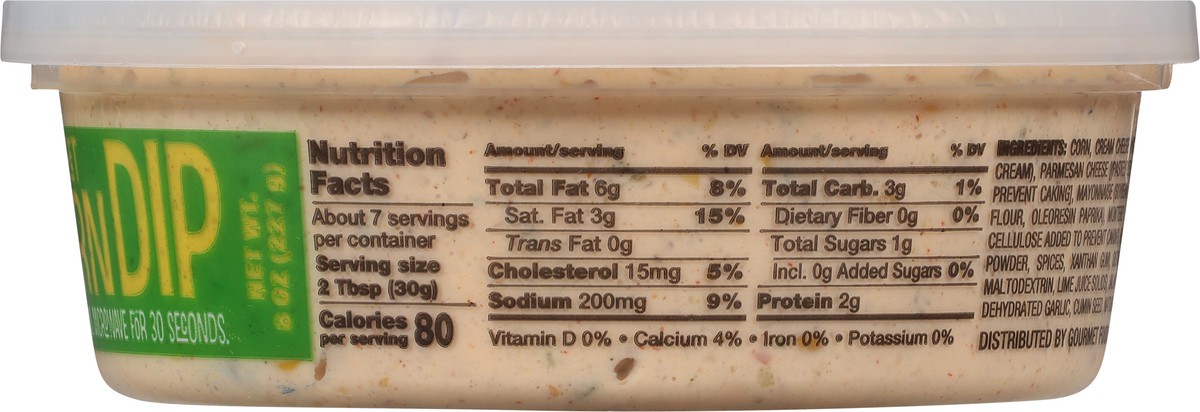 DIP
MICROWAVE FOR 30 SECONDS.
NET WT.
8 OZ (227 g)
Nutrition
Facts
About 7 servings
per container
Serving size
2 Tbsp (30g)
Calories
per serving 80
Amount/serving % DV
Total Fat 6g 8%
Sat. Fat 3g 15%
Trans Fat 0g
Cholesterol 15mg 5%
Sodium 200mg 9%
Amount/serving % DV
Total Carb. 3g 1%
Dietary Fiber 0g 0%
Total Sugars 1g
Incl. 0g Added Sugars 0%
Protein 2g
Vitamin D 0% • Calcium 4% • Iron 0% • Potassium 0%
INGREDIENTS: CORN, CREAM CHEESE
CREAM), PARMESAN CHEESE
PREVENT CAKING), MAYONNAISE
FLOUR, OLEORESIN PAPRIKA,
CELLULOSE ADDED TO PREVENT
POWDER, SPICES, XANTHAN GUM,
MALTODEXTRIN, LIME JUICE SOLIDS
DEHYDRATED GARLIC, CUMIN SEED
DISTRIBUTED BY GOURMET